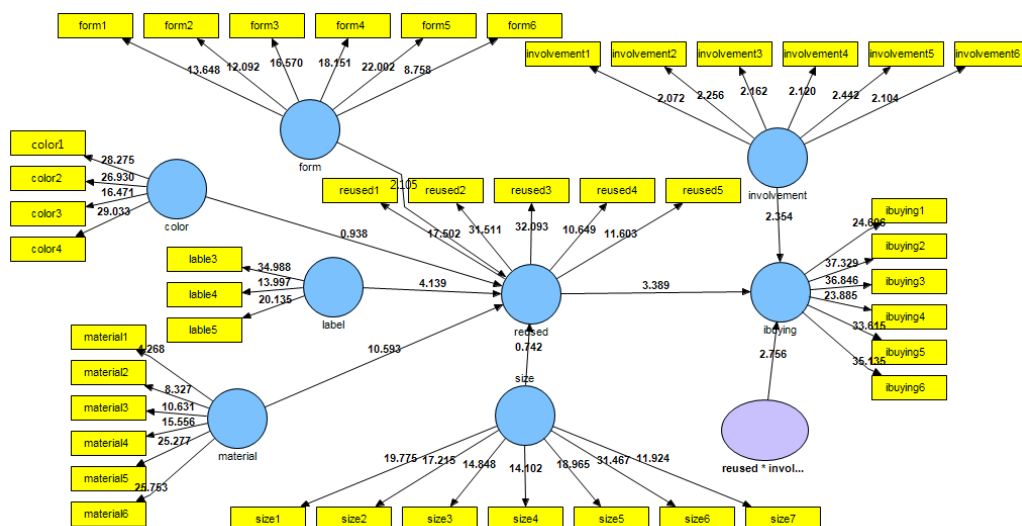 form1 form2 form3 form4 form5 form6
13.648 12.092 16.570 18.151 22.002 8.758
form
involvement1 involvement2 involvement3 involvement4 involvement5 involvement6
2.072 2.256 2.162 2.120 2.442 2.104
involvement
color1
color2
color3
color4
28.275
26.930
16.471
29.033
color
2.105
reused1 reused2 reused3 reused4 reused5
17.502 31.511 32.093 10.649 11.603
2.354
0.938
lable3
lable4
lable5
34.988
13.997
20.135
label
4.139
reused
3.389
ibuying
ibuying1
ibuying2
ibuying3
ibuying4
ibuying5
ibuying6
37.329
36.846
23.885
33.615
35.135
material1
material2
material3
material4
material5
material6
4.268
8.327
10.631
15.556
25.277
25.753
material
10.593
0.742
size
2.756
reused * invol...
19.775 17.215 14.848 14.102 18.965 31.467 11.924
size1 size2 size3 size4 size5 size6 size7